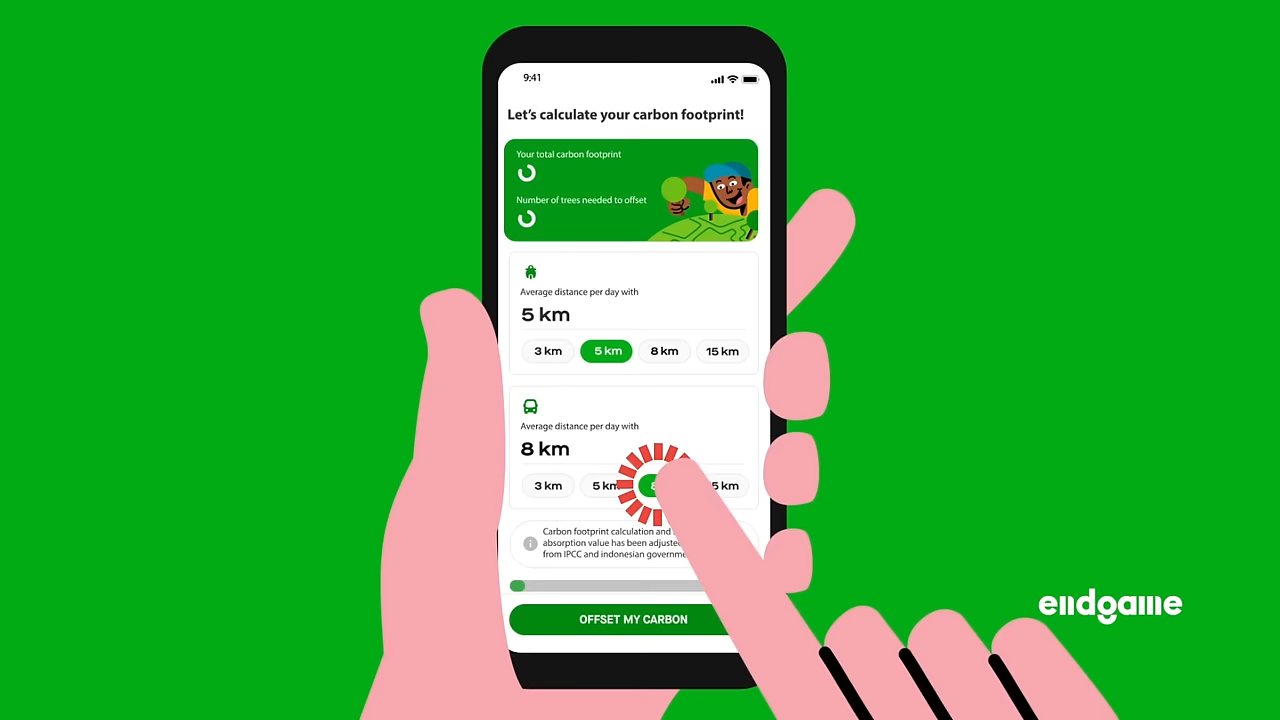 9:41
Let's calculate your carbon footprint!
Your total carbon footprint
Number of trees needed to offset
Average distance per day with
5 km
3 km 5 km 8 km 15 km
Average distance per day with
8 km
3 km 5 km 8 5 km
Carbon footprint calculation and
absorption value has been adjusted
from IPCC and indonesian
OFFSET MY CARBON
endgame